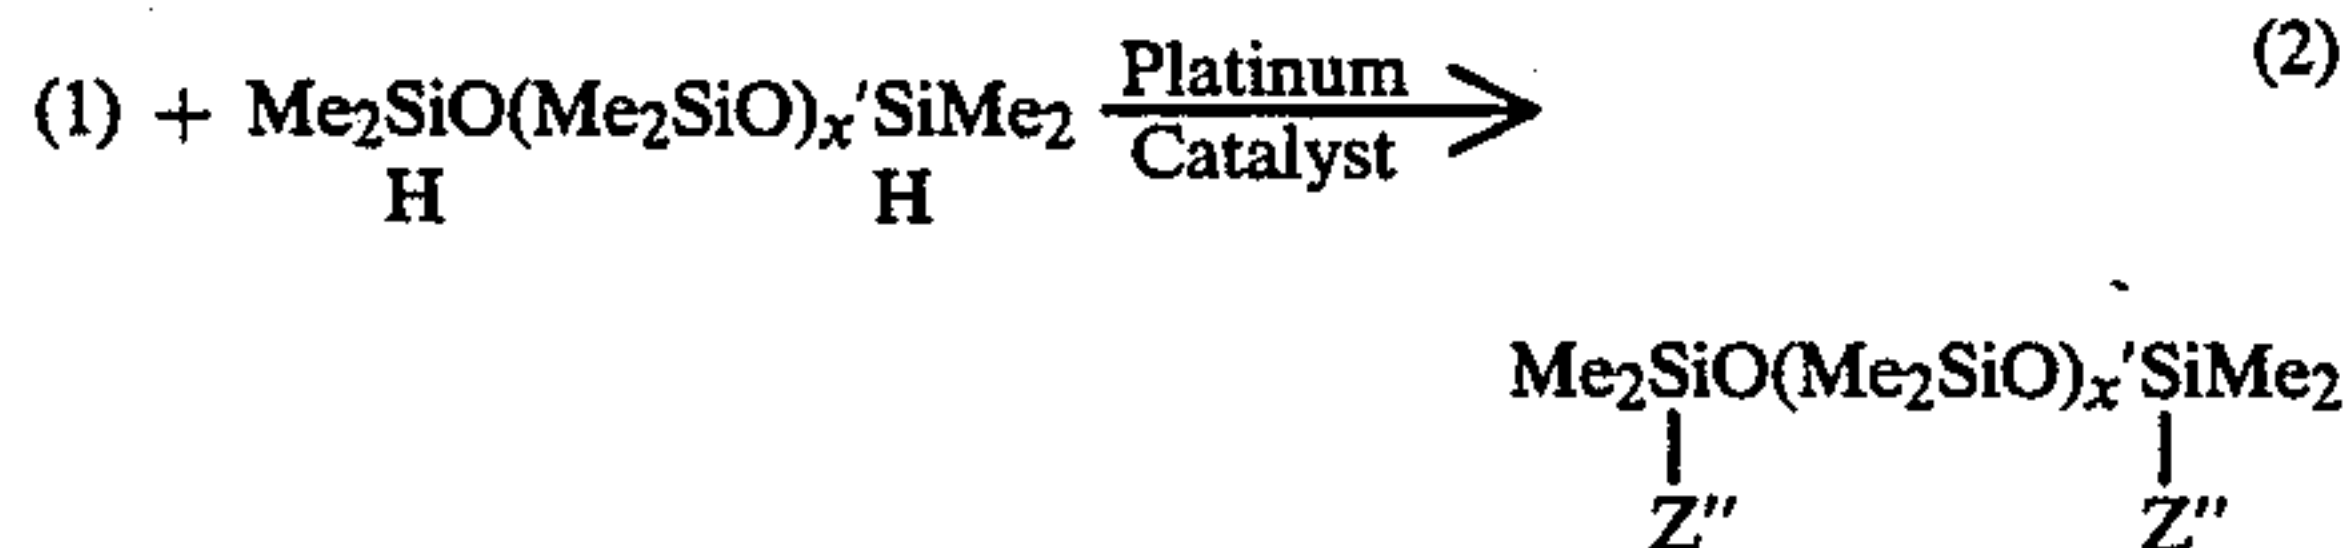 (2)
(1) + Me₂SiO(Me₂SiO)ₓ′SiMe₂ Platinum Catalyst
H H
Me₂SiO(Me₂SiO)ₓ′SiMe₂
Z″ Z″